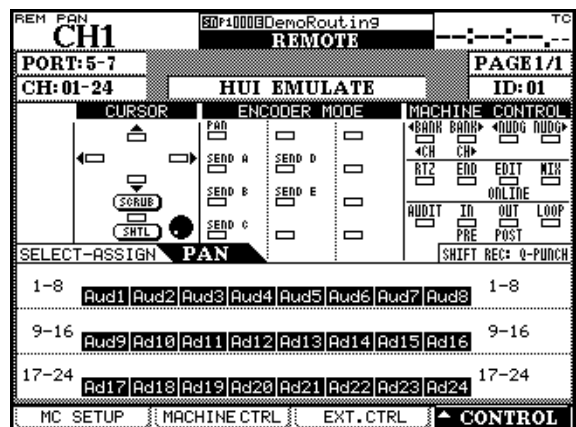 REM PAN DemoRouting TC
CH1 REMOTE --:--:--.--
PORT: 5-7 PAGE 1/1
CH: 01-24 HUI EMULATE ID: 01
CURSOR ENCODER MODE MACHINE CONTROL
PAN ◀BANK BANK▶ ◀NUDG NUDG▶
◀CH CH▶
SEND A SEND D RTZ END EDIT MIX
ONLINE
SEND B SEND E
SCRUB AUDIT IN OUT LOOP
SEND C PRE POST
SHTL
SELECT-ASSIGN PAN SHIFT REC: Q-PUNCH
1-8 Aud1 Aud2 Aud3 Aud4 Aud5 Aud6 Aud7 Aud8 1-8
9-16 Aud9 Ad10 Ad11 Ad12 Ad13 Ad14 Ad15 Ad16 9-16
17-24 Ad17 Ad18 Ad19 Ad20 Ad21 Ad22 Ad23 Ad24 17-24
MC SETUP MACHINE CTRL EXT.CTRL ▲ CONTROL